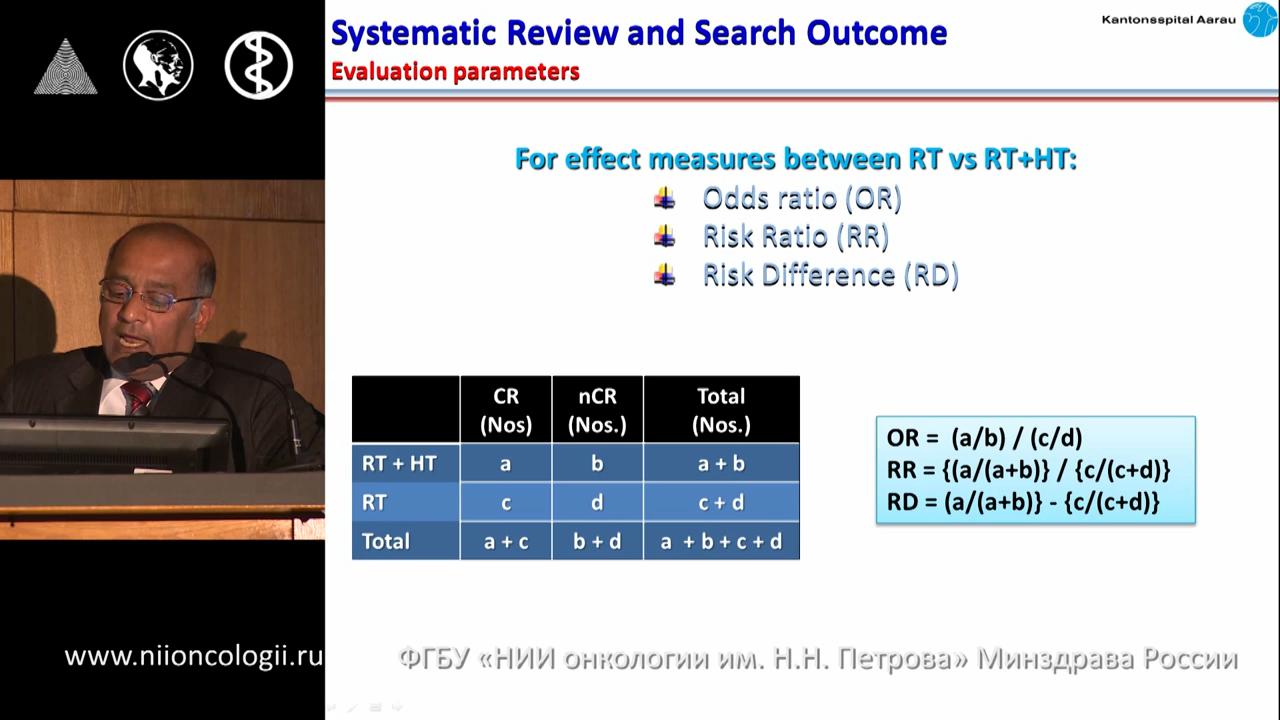 Systematic Review and Search Outcome
Evaluation parameters
Kantonsspital Aarau
For effect measures between RT vs RT+HT:
Odds ratio (OR)
Risk Ratio (RR)
Risk Difference (RD)
CR (Nos) nCR (Nos.) Total (Nos.)
RT + HT a b a + b
RT c d c + d
Total a + c b + d a + b + c + d
OR = (a/b) / (c/d)
RR = {(a/(a+b)} / {c/(c+d)}
RD = (a/(a+b)} - {c/(c+d)}
www.niioncologii.ru
ФГБУ «НИИ онкологии им. Н.Н. Петрова» Минздрава России